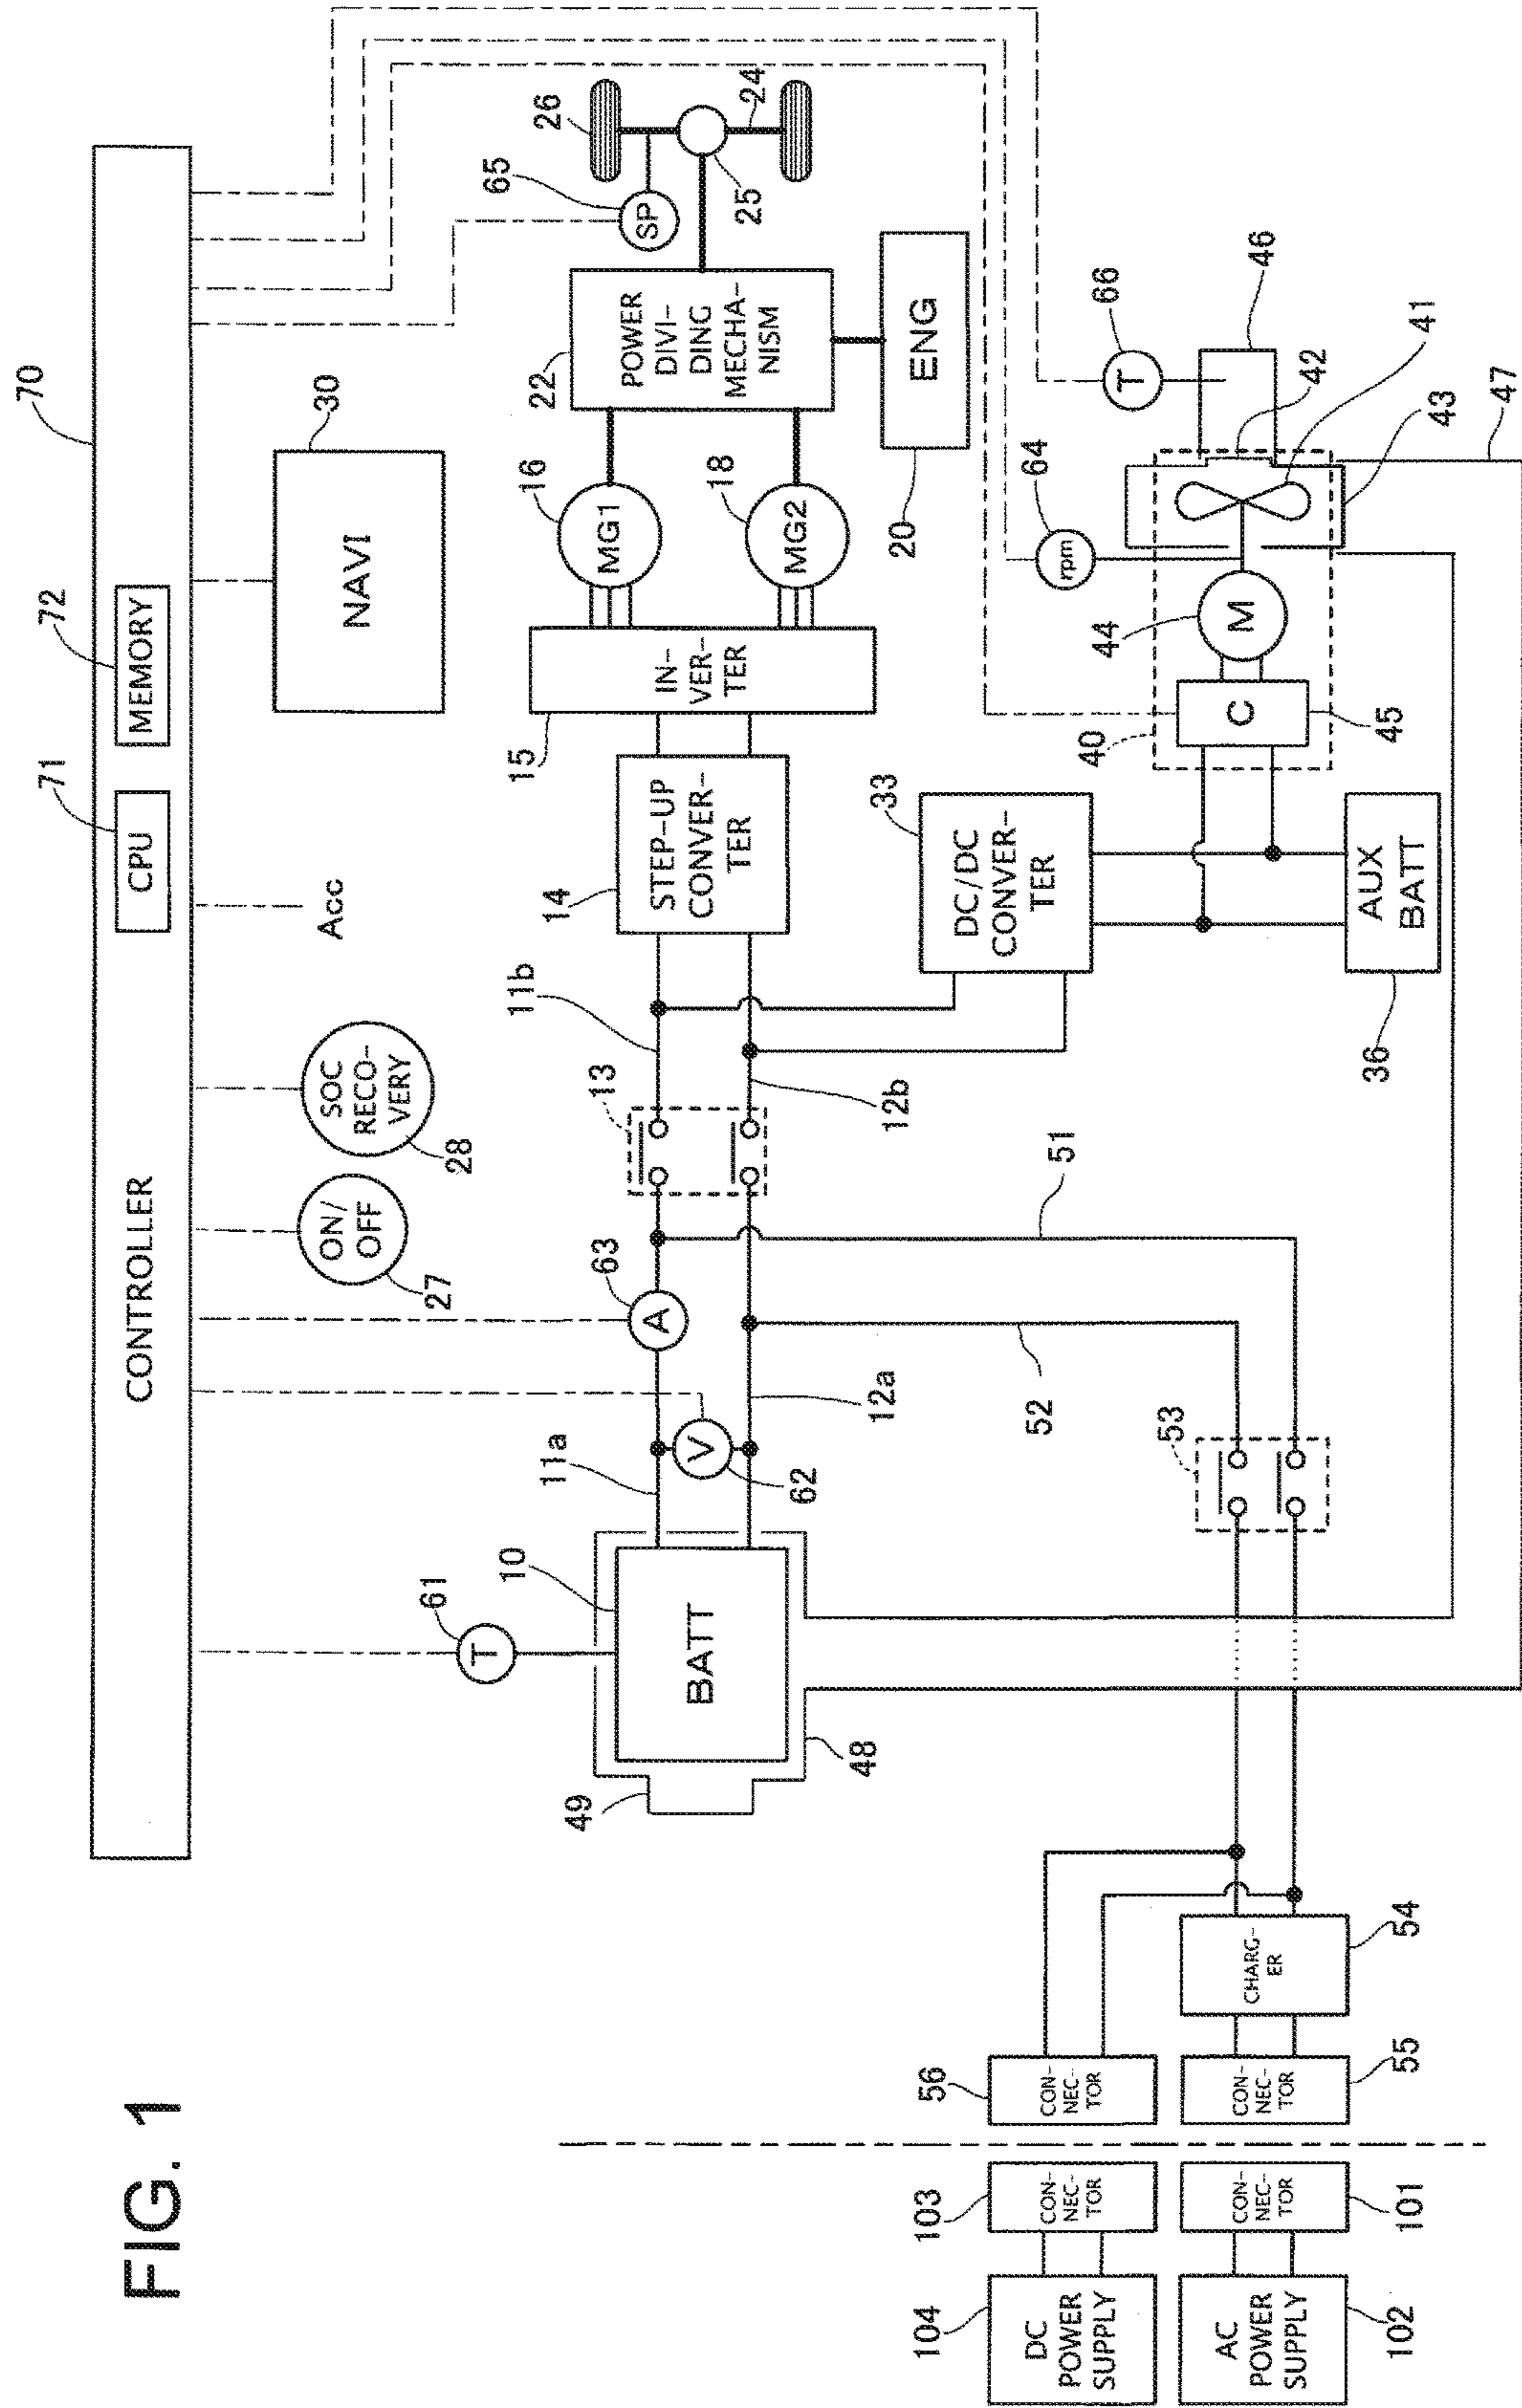 FIG. 1
70
CONTROLLER
71
CPU
72
MEMORY
27
ON/
OFF
28
SOC
RECO-
VERY
Acc
30
NAVI
61
T
10
BATT
49
48
11a
62
V
12a
63
A
13
11b
12b
14
STEP-UP
CONVER-
TER
15
IN-
VER-
TER
16
MG1
18
MG2
22
POWER
DIVI-
DING
MECHA-
NISM
20
ENG
65
SP
26
25
24
33
DC/DC
CONVER-
TER
36
AUX
BATT
40
C
45
44
M
64
rpm
66
T
46
42
41
43
47
51
52
53
54
CHARG-
ER
56
CON-
NEC-
TOR
55
CON-
NEC-
TOR
103
CON-
NEC-
TOR
101
CON-
NEC-
TOR
104
DC
POWER
SUPPLY
102
AC
POWER
SUPPLY